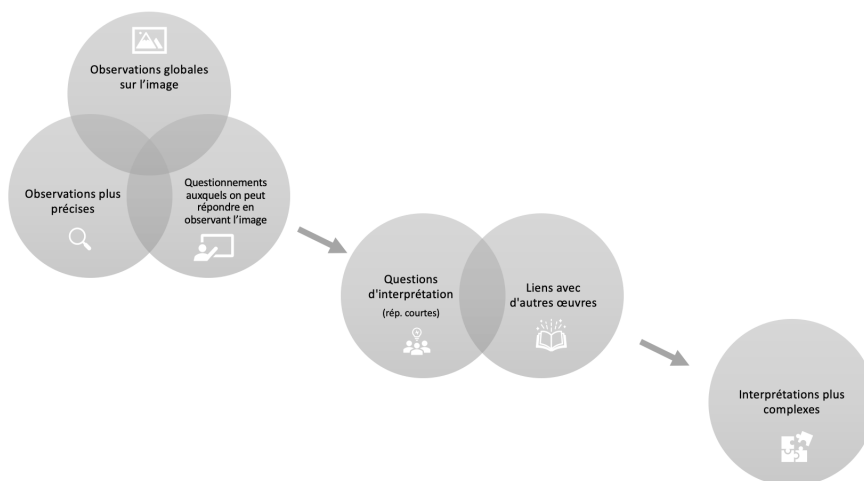 Observations globales
sur l’image
Observations plus
précises
Questionnements
auxquels on peut
répondre en
observant l’image
Questions
d'interprétation
(rép. courtes)
Liens avec
d'autres œuvres
Interprétations plus
complexes